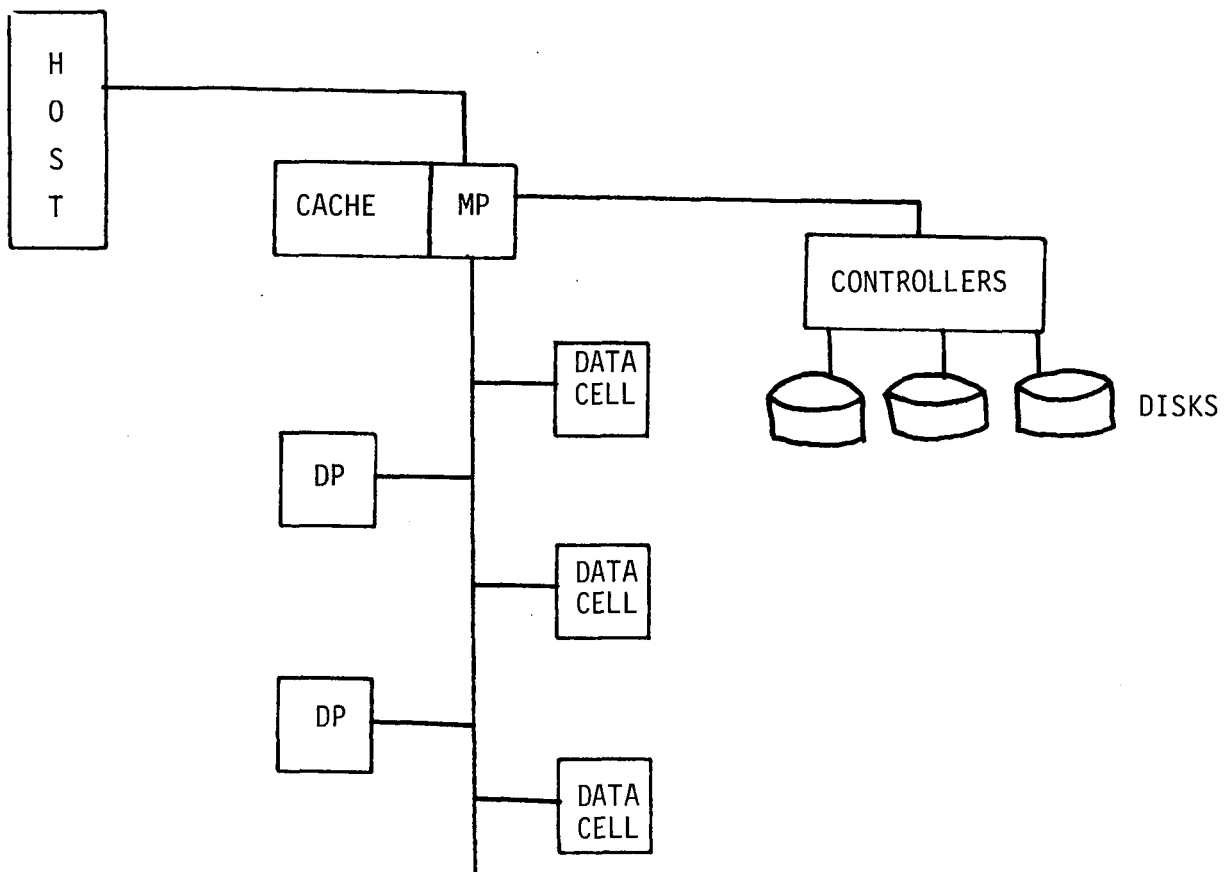 H
O
S
T
CACHE
MP
CONTROLLERS
DISKS
DATA
CELL
DP
DATA
CELL
DP
DATA
CELL